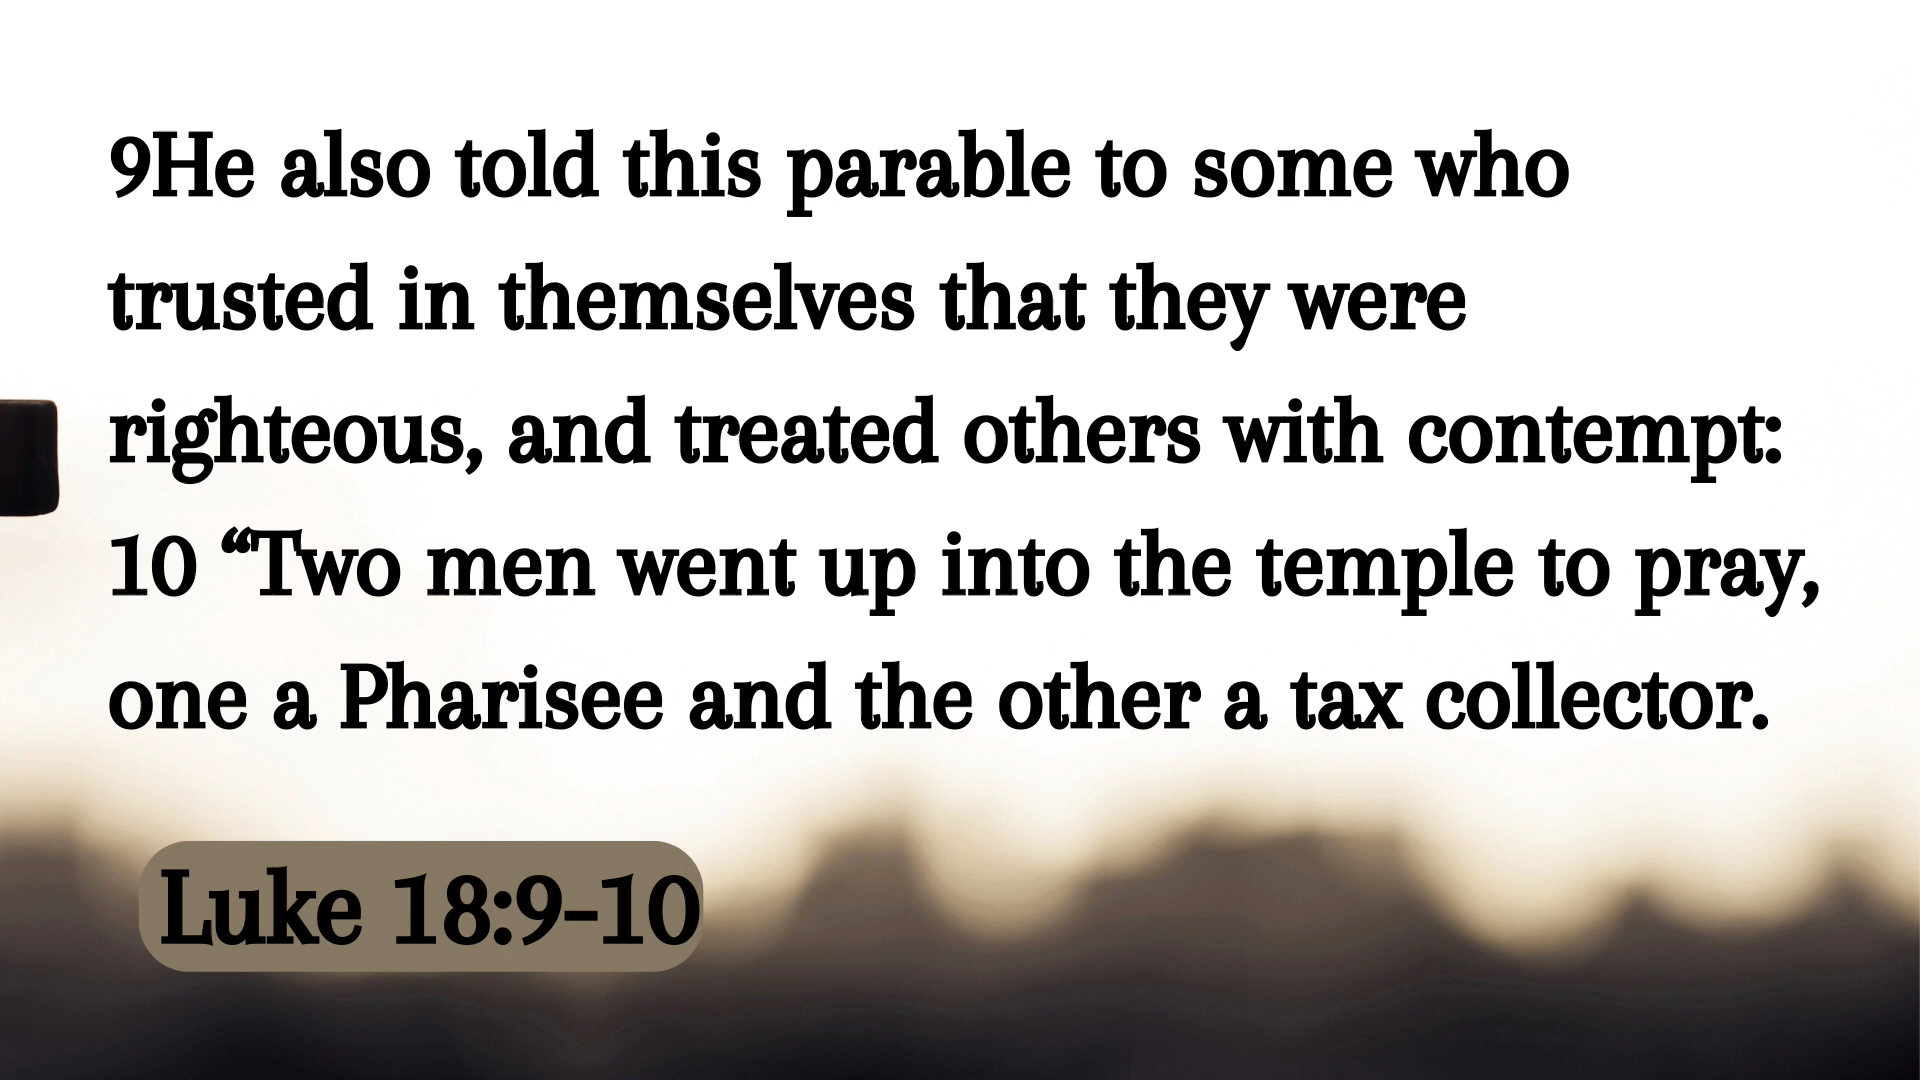 9He also told this parable to some who
trusted in themselves that they were
righteous, and treated others with contempt:
10 “Two men went up into the temple to pray,
one a Pharisee and the other a tax collector.
Luke 18:9-10